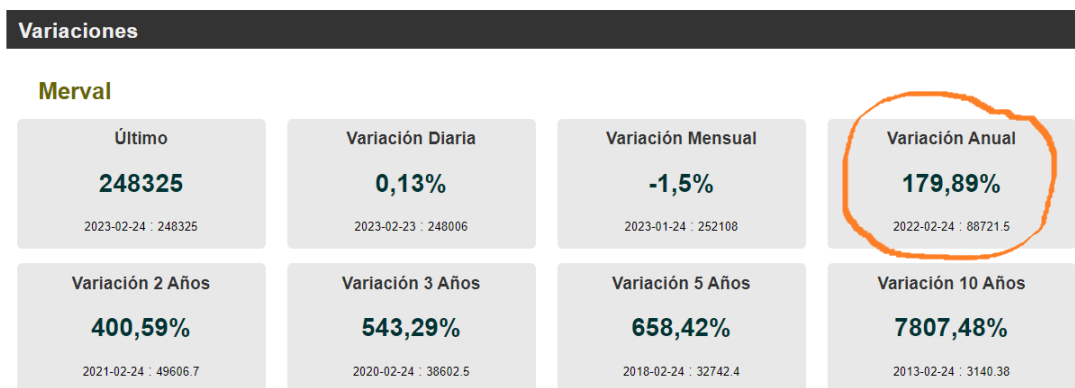 Variaciones
Merval
Último
248325
2023-02-24 : 248325
Variación Diaria
0,13%
2023-02-23 : 248006
Variación Mensual
-1,5%
2023-01-24 : 252108
Variación Anual
179,89%
2022-02-24 : 88721.5
Variación 2 Años
400,59%
2021-02-24 : 49606.7
Variación 3 Años
543,29%
2020-02-24 : 38602.5
Variación 5 Años
658,42%
2018-02-24 : 32742.4
Variación 10 Años
7807,48%
2013-02-24 : 3140.38